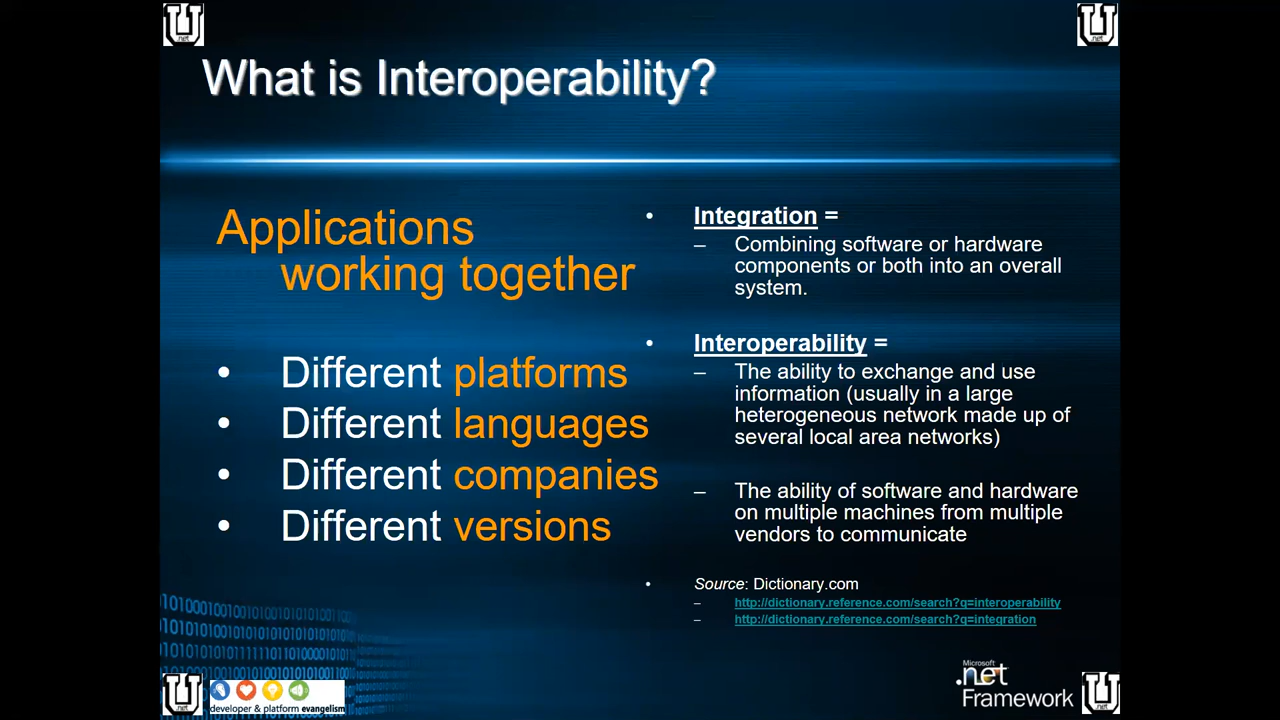 U
.net
U
.net
What is Interoperability?
Applications
working together
• Different platforms
• Different languages
• Different companies
• Different versions
• Integration =
– Combining software or hardware
components or both into an overall
system.
• Interoperability =
– The ability to exchange and use
information (usually in a large
heterogeneous network made up of
several local area networks)
– The ability of software and hardware
on multiple machines from multiple
vendors to communicate
• Source: Dictionary.com
– http://dictionary.reference.com/search?q=interoperability
– http://dictionary.reference.com/search?q=integration
U
.net
developer & platform evangelism
Microsoft
.net
Framework
U
.net